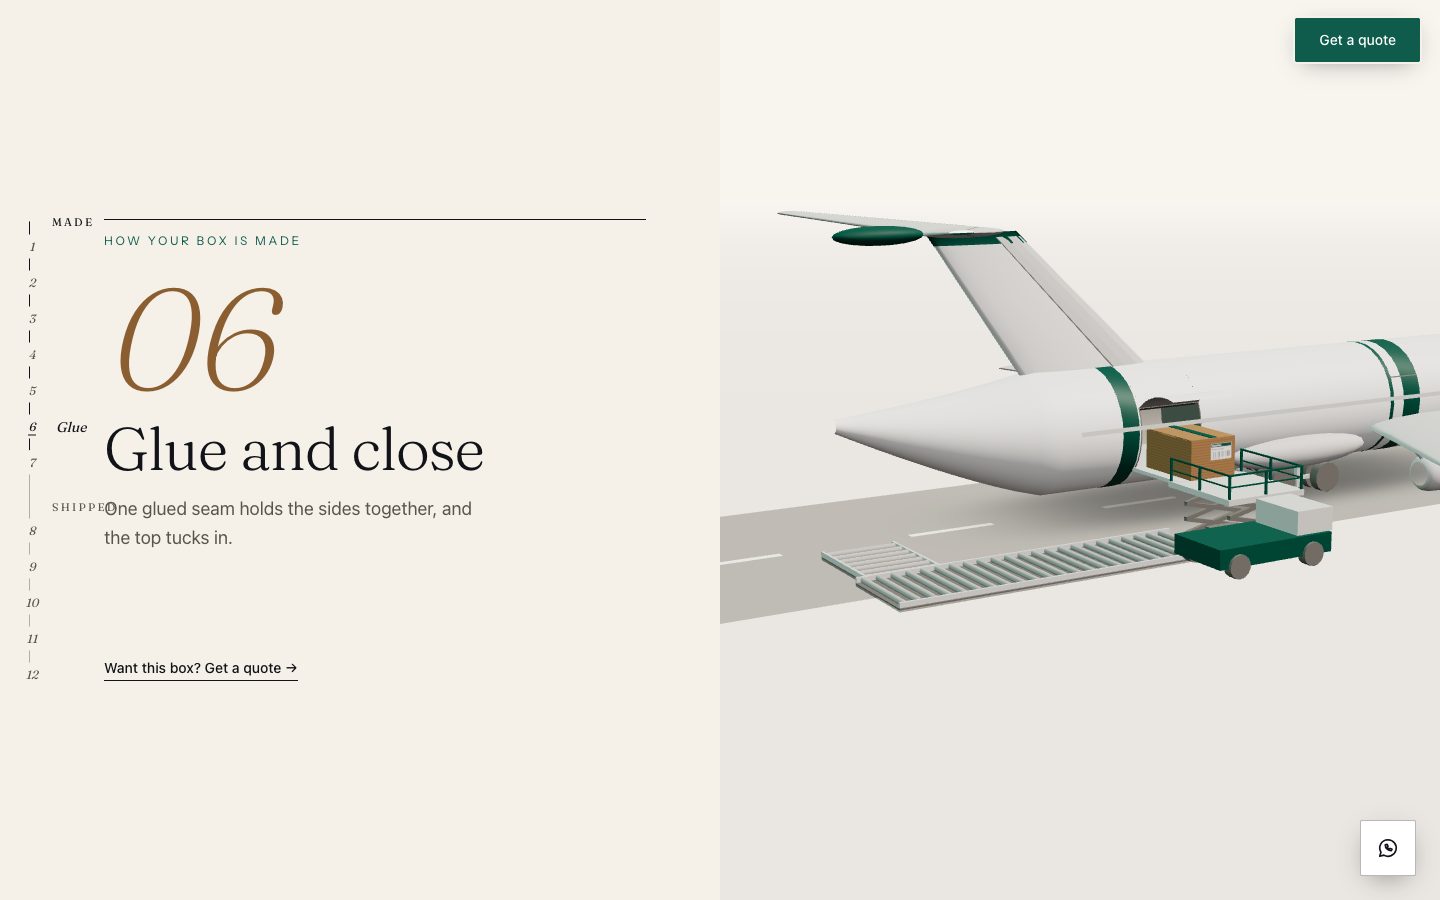 Get a quote
MADE
HOW YOUR BOX IS MADE
1
2
06
3
4
5
6 Glue
Glue and close
7
SHIPPED
One glued seam holds the sides together, and
the top tucks in.
8
9
10
11
12
Want this box? Get a quote →